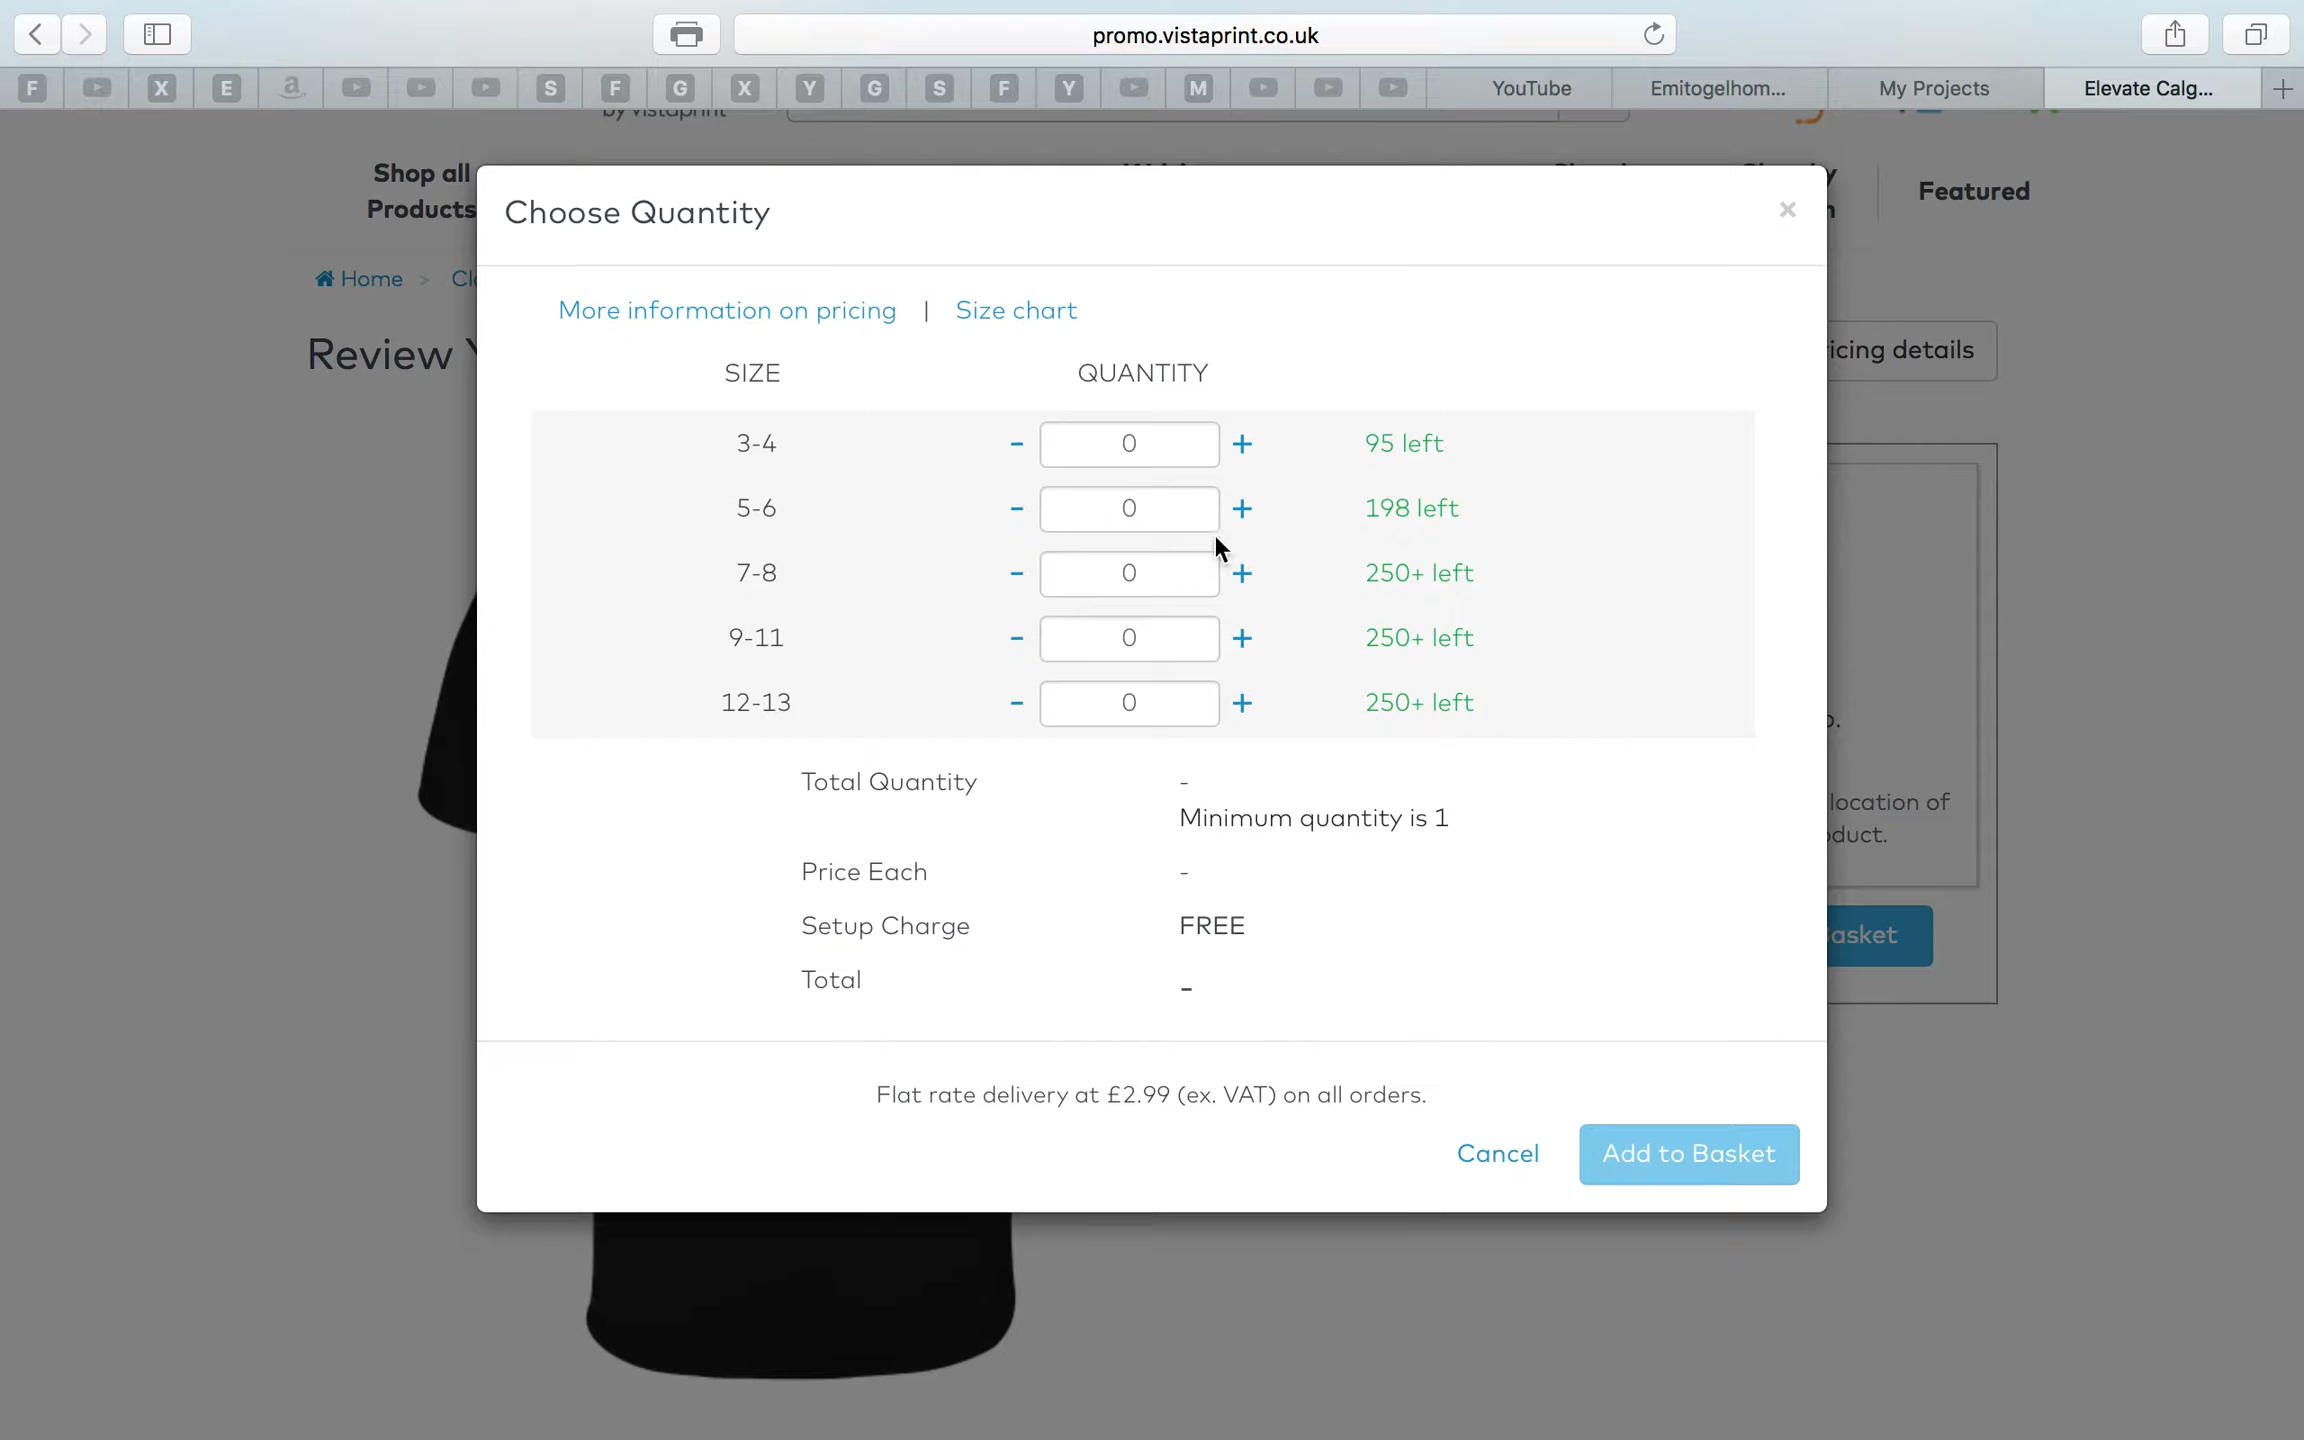 promo.vistaprint.co.uk
F X E a S F G X Y G S F Y M YouTube Emitogelhom... My Projects Elevate Calg... +
by vistaprint
Shop all
Products
Featured
Choose Quantity ×
Home >
Review
ricing details
More information on pricing | Size chart
SIZE QUANTITY
3-4 - 0 + 95 left
5-6 - 0 + 198 left
7-8 - 0 + 250+ left
9-11 - 0 + 250+ left
12-13 - 0 + 250+ left
Total Quantity -
Minimum quantity is 1
Price Each -
Setup Charge FREE
Total -
location of
duct.
asket
Flat rate delivery at £2.99 (ex. VAT) on all orders.
Cancel Add to Basket